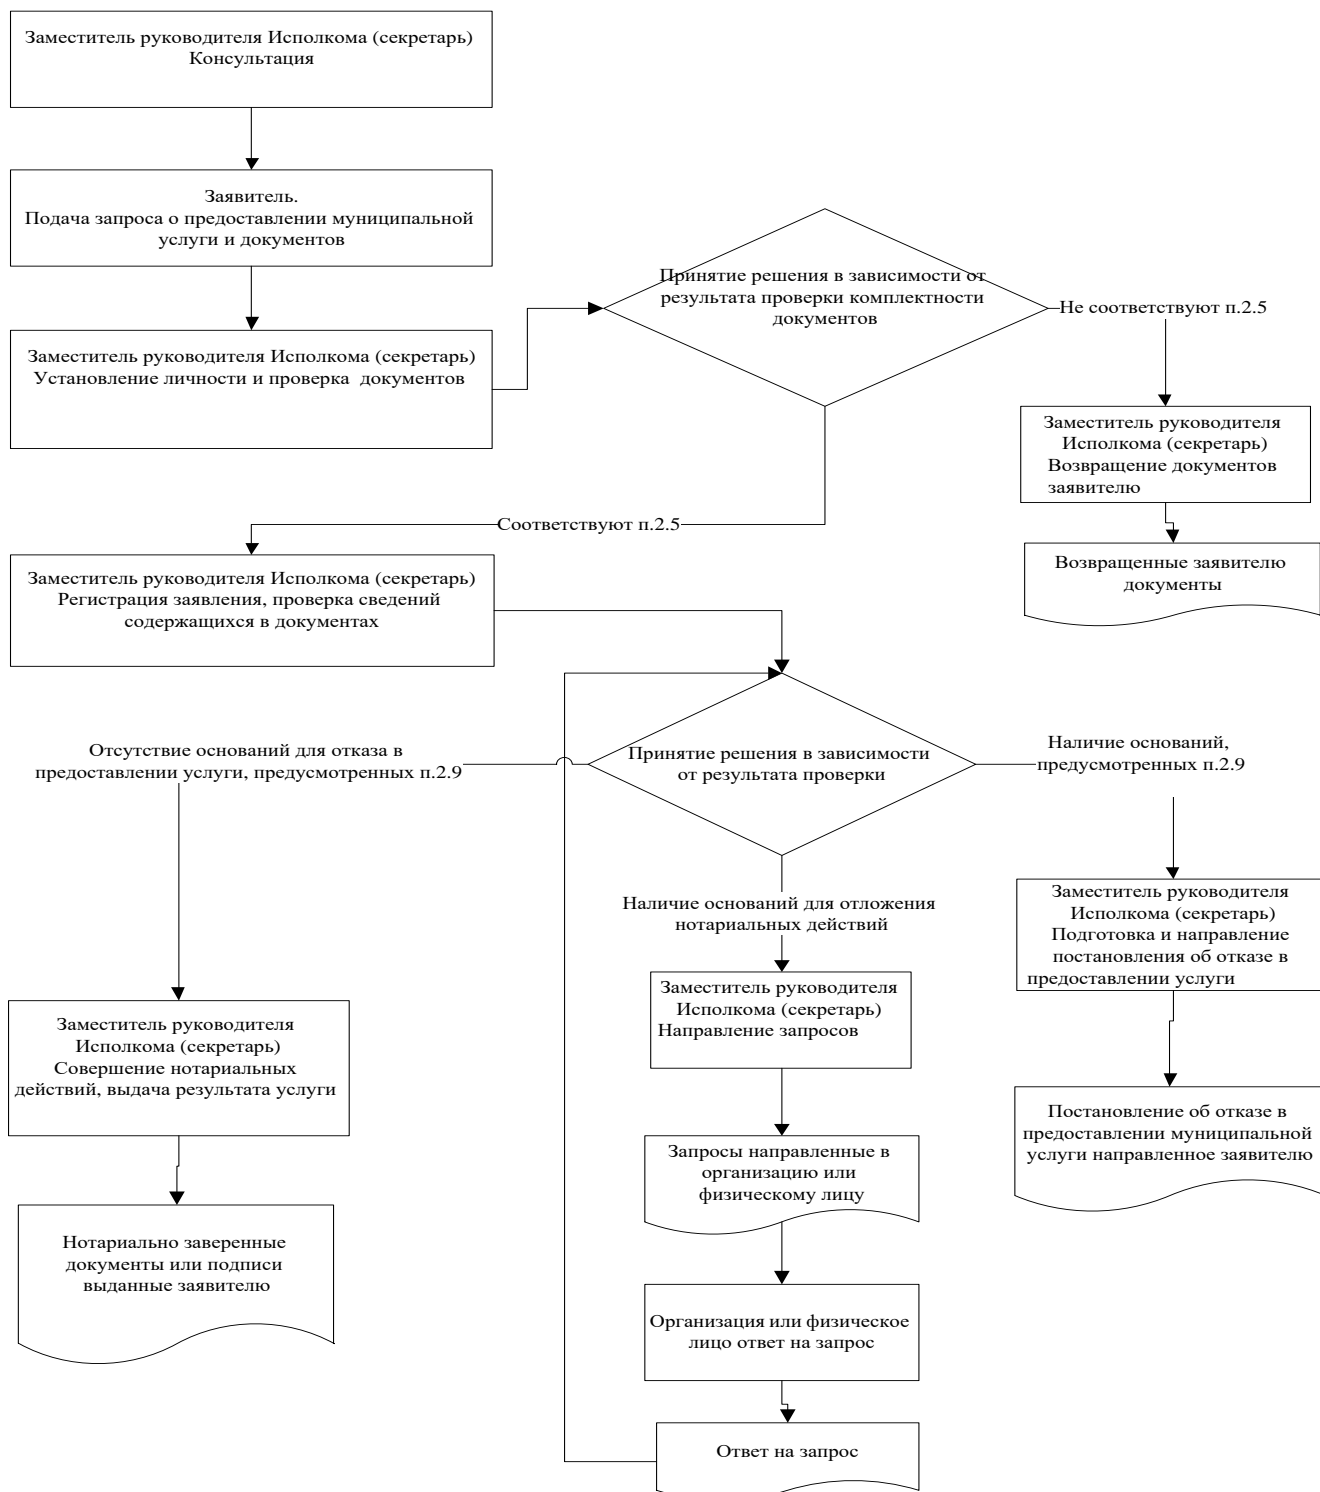 Заместитель руководителя Исполкома (секретарь)
Консультация
Заявитель.
Подача запроса о предоставлении муниципальной
услуги и документов
Заместитель руководителя Исполкома (секретарь)
Установление личности и проверка  документов
Принятие решения в зависимости от
результата проверки комплектности
документов
Не соответствуют п.2.5
Заместитель руководителя
Исполкома (секретарь)
Возвращение документов
заявителю
Возвращенные заявителю
документы
Соответствуют п.2.5
Заместитель руководителя Исполкома (секретарь)
Регистрация заявления, проверка сведений
содержащихся в документах
Принятие решения в зависимости
от результата проверки
Отсутствие оснований для отказа в
предоставлении услуги, предусмотренных п.2.9
Наличие оснований,
предусмотренных п.2.9
Наличие оснований для отложения
нотариальных действий
Заместитель руководителя
Исполкома (секретарь)
Подготовка и направление
постановления об отказе в
предоставлении услуги
Заместитель руководителя
Исполкома (секретарь)
Направление запросов
Заместитель руководителя
Исполкома (секретарь)
Совершение нотариальных
действий, выдача результата услуги
Постановление об отказе в
предоставлении муниципальной
услуги направленное заявителю
Запросы направленные в
организацию или
физическому лицу
Нотариально заверенные
документы или подписи
выданные заявителю
Организация или физическое
лицо ответ на запрос
Ответ на запрос